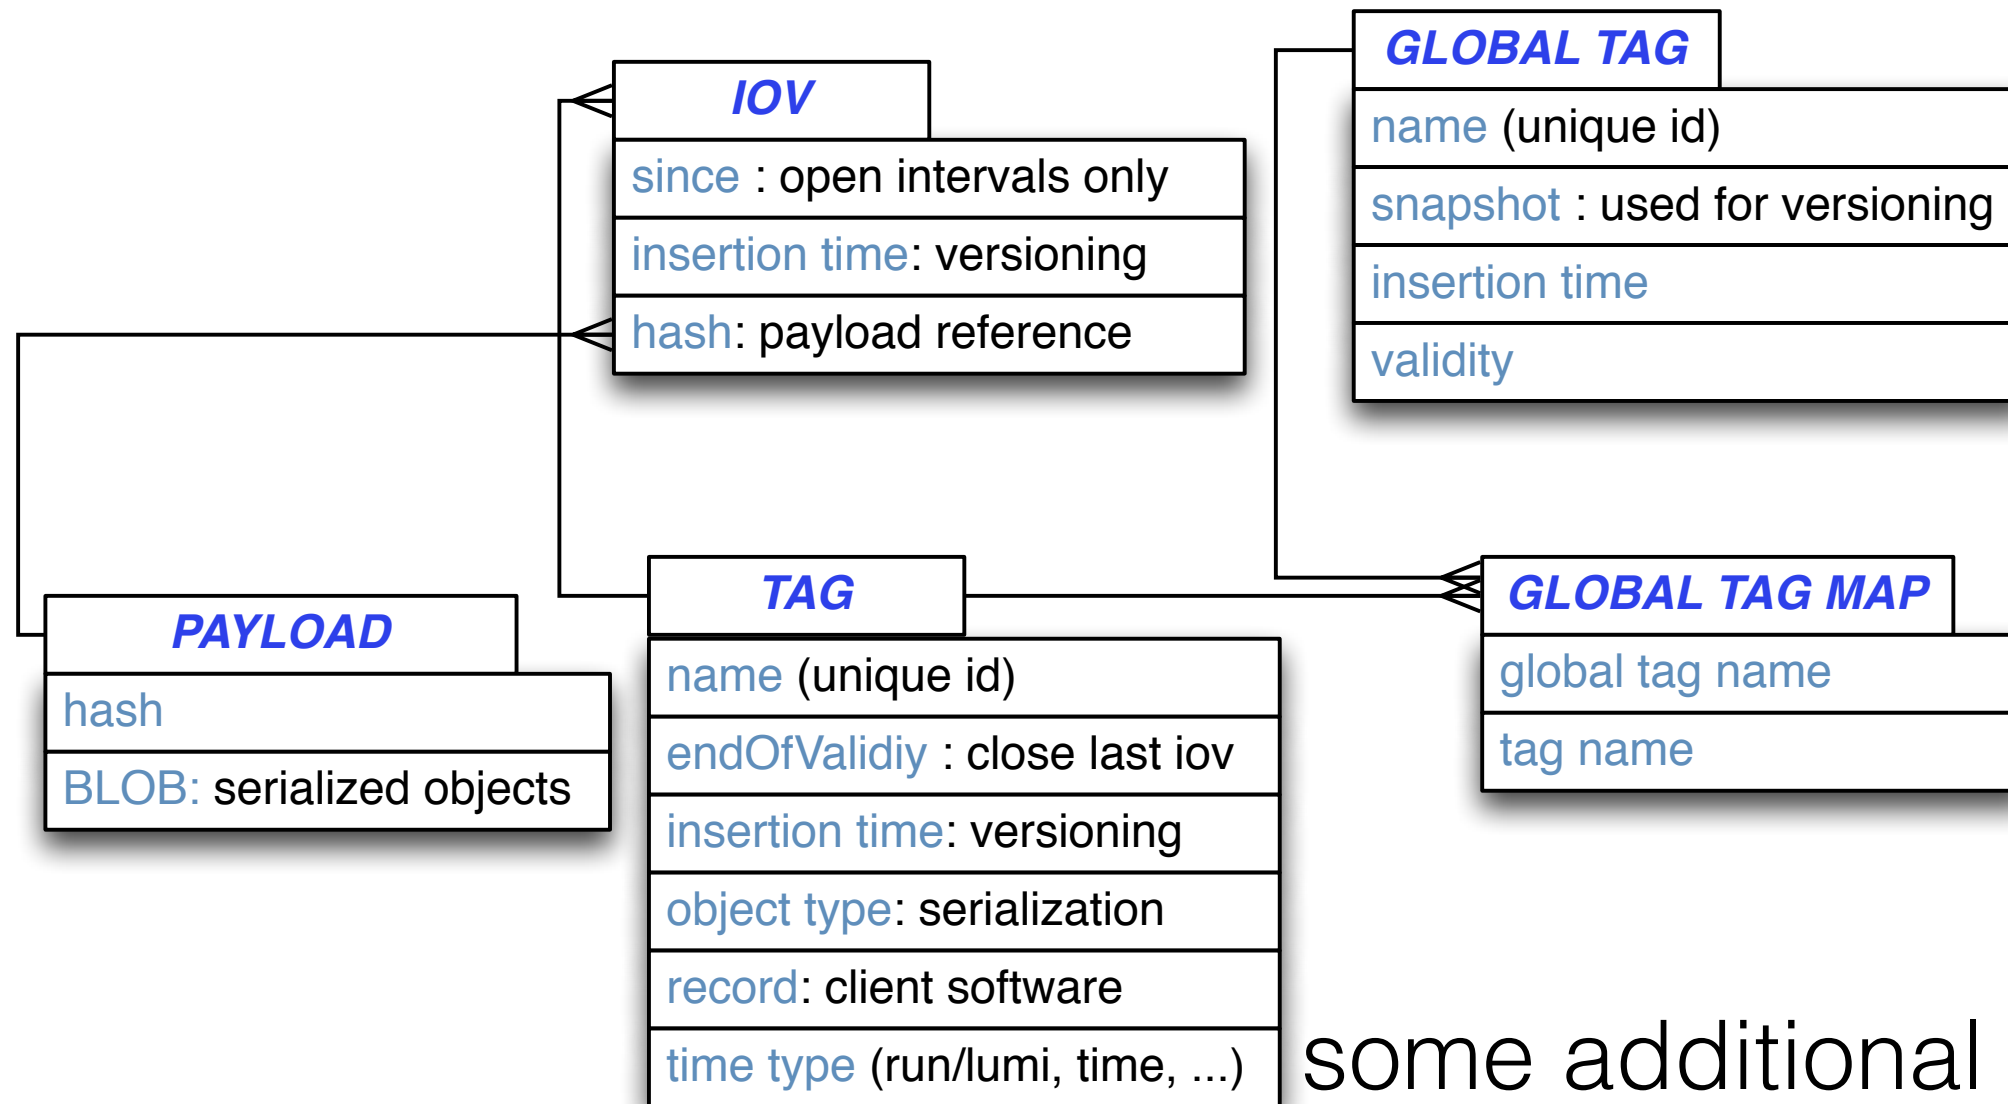 IOV
since : open intervals only
insertion time: versioning
hash: payload reference
GLOBAL TAG
name (unique id)
snapshot : used for versioning
insertion time
validity
PAYLOAD
hash
BLOB: serialized objects
TAG
name (unique id)
endOfValidiy : close last iov
insertion time: versioning
object type: serialization
record: client software
time type (run/lumi, time, ...)
GLOBAL TAG MAP
global tag name
tag name
some additional